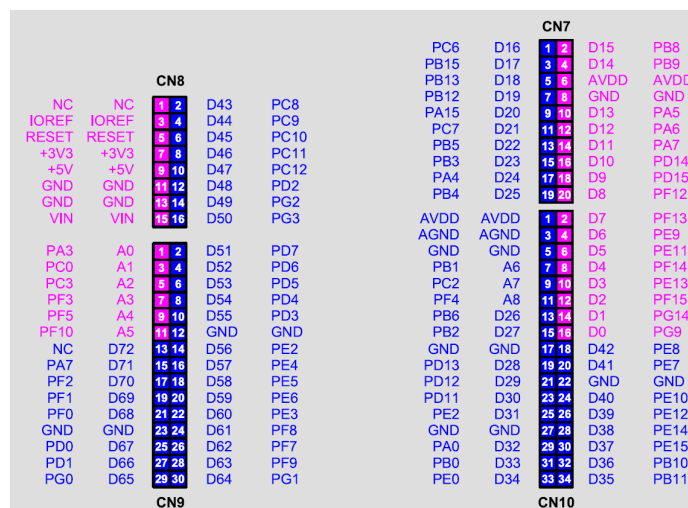 CN7
PC6 D16 1 2 D15 PB8
PB15 D17 3 4 D14 PB9
PB13 D18 5 6 AVDD AVDD
PB12 D19 7 8 GND GND
PA15 D20 9 10 D13 PA5
PC7 D21 11 12 D12 PA6
PB5 D22 13 14 D11 PA7
PB3 D23 15 16 D10 PD14
PA4 D24 17 18 D9 PD15
PB4 D25 19 20 D8 PF12
CN8
NC NC 1 2 D43 PC8
IOREF IOREF 3 4 D44 PC9
RESET RESET 5 6 D45 PC10
+3V3 +3V3 7 8 D46 PC11
+5V +5V 9 10 D47 PC12
GND GND 11 12 D48 PD2
GND GND 13 14 D49 PG2
VIN VIN 15 16 D50 PG3
AVDD AVDD 1 2 D7 PF13
AGND AGND 3 4 D6 PE9
GND GND 5 6 D5 PE11
PB1 A6 7 8 D4 PF14
PC2 A7 9 10 D3 PE13
PF4 A8 11 12 D2 PF15
PB6 D26 13 14 D1 PG14
PB2 D27 15 16 D0 PG9
GND GND 17 18 D42 PE8
PD13 D28 19 20 D41 PE7
PD12 D29 21 22 GND GND
PD11 D30 23 24 D40 PE10
PE2 D31 25 26 D39 PE12
GND GND 27 28 D38 PE14
PA0 D32 29 30 D37 PE15
PB0 D33 31 32 D36 PB10
PE0 D34 33 34 D35 PB11
CN10
PA3 A0 1 2 D51 PD7
PC0 A1 3 4 D52 PD6
PC3 A2 5 6 D53 PD5
PF3 A3 7 8 D54 PD4
PF5 A4 9 10 D55 PD3
PF10 A5 11 12 GND GND
NC D72 13 14 D56 PE2
PA7 D71 15 16 D57 PE4
PF2 D70 17 18 D58 PE5
PF1 D69 19 20 D59 PE6
PF0 D68 21 22 D60 PE3
GND GND 23 24 D61 PF8
PD0 D67 25 26 D62 PF7
PD1 D66 27 28 D63 PF9
PG0 D65 29 30 D64 PG1
CN9